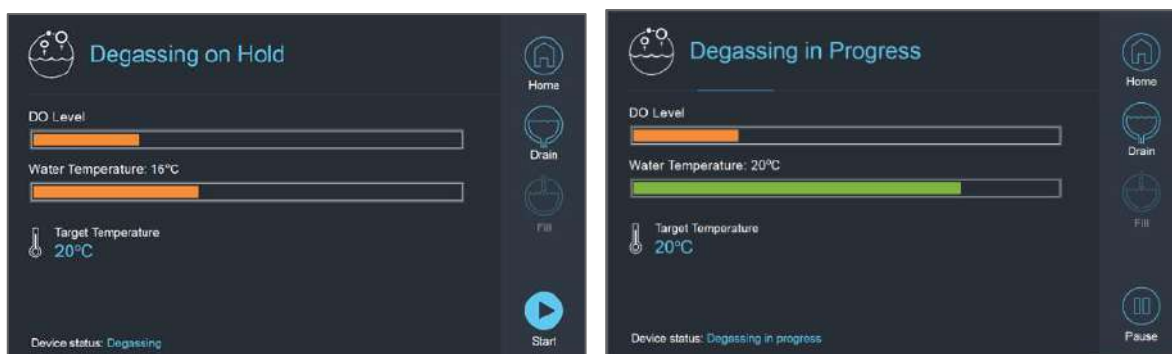 Degassing on Hold
Home
DO Level
Drain
Water Temperature: 16°C
Fill
Target Temperature
20°C
Start
Device status: Degassing
Degassing in Progress
Home
DO Level
Drain
Water Temperature: 20°C
Fill
Target Temperature
20°C
Pause
Device status: Degassing in progress